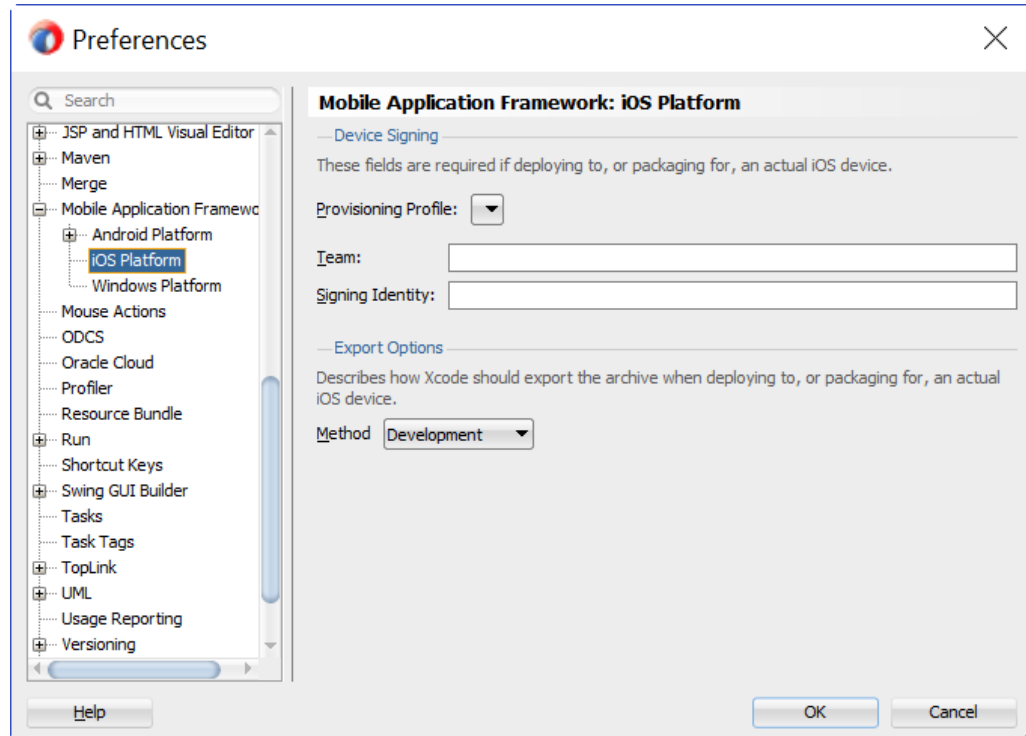 Preferences
Search
JSP and HTML Visual Editor
Maven
Merge
Mobile Application Framewo
Android Platform
iOS Platform
Windows Platform
Mouse Actions
ODCS
Oracle Cloud
Profiler
Resource Bundle
Run
Shortcut Keys
Swing GUI Builder
Tasks
Task Tags
TopLink
UML
Usage Reporting
Versioning
Mobile Application Framework: iOS Platform
Device Signing
These fields are required if deploying to, or packaging for, an actual iOS device.
Provisioning Profile:
Team:
Signing Identity:
Export Options
Describes how Xcode should export the archive when deploying to, or packaging for, an actual
iOS device.
Method Development
Help
OK
Cancel